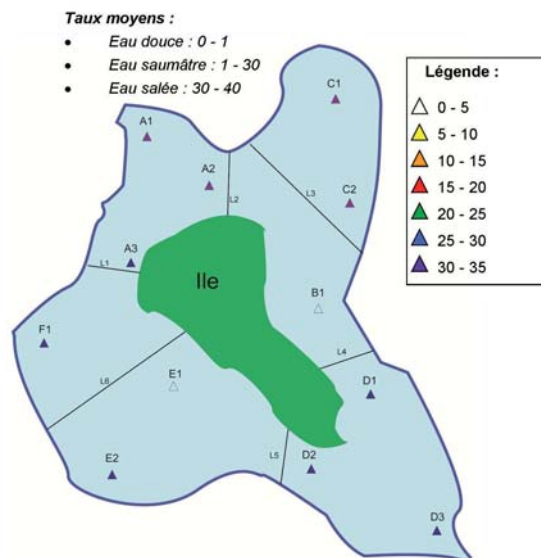 Taux moyens :
• Eau douce : 0 - 1
• Eau saumâtre : 1 - 30
• Eau salée : 30 - 40
Légende :
0 - 5
5 - 10
10 - 15
15 - 20
20 - 25
25 - 30
30 - 35
C1
A1
A2
L2
L3
C2
A3
L1
Ile
B1
F1
L4
L6
E1
D1
L5
D2
E2
D3